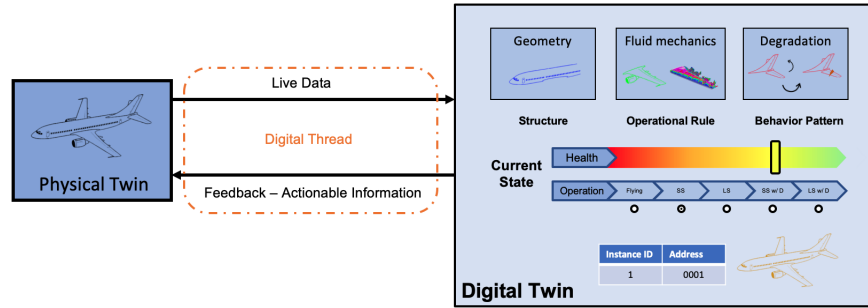 Geometry
Fluid mechanics
Degradation
Live Data
Structure
Operational Rule
Behavior Pattern
Digital Thread
Physical Twin
Current
State
Health
Feedback – Actionable Information
Operation
Flying
SS
LS
SS w/ D
LS w/ D
Instance ID
Address
1
0001
Digital Twin